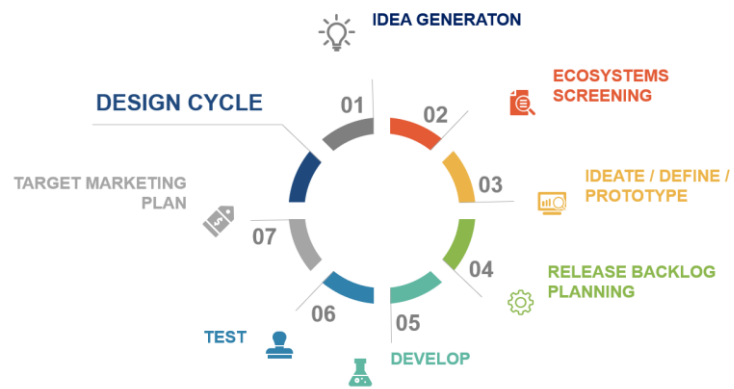 IDEA GENERATON
01
DESIGN CYCLE
02
ECOSYSTEMS
SCREENING
03
IDEATE / DEFINE /
PROTOTYPE
04
RELEASE BACKLOG
PLANNING
05
DEVELOP
06
TEST
07
TARGET MARKETING
PLAN
$